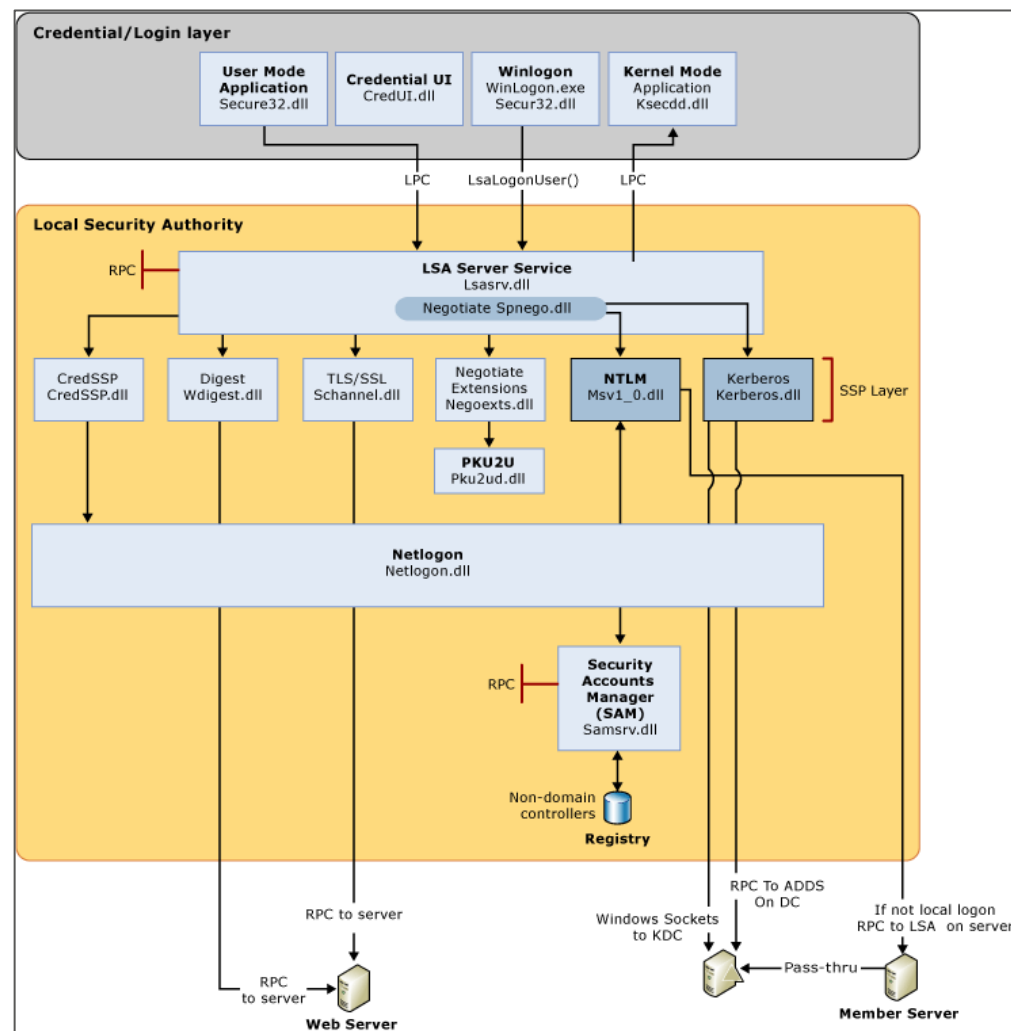 Credential/Login layer
User Mode
Application
Secure32.dll
Credential UI
CredUI.dll
Winlogon
WinLogon.exe
Secur32.dll
Kernel Mode
Application
Ksecdd.dll
LPC
LsaLogonUser()
LPC
Local Security Authority
RPC
LSA Server Service
Lsasrv.dll
Negotiate Spnego.dll
CredSSP
CredSSP.dll
Digest
Wdigest.dll
TLS/SSL
Schannel.dll
Negotiate
Extensions
Negoexts.dll
NTLM
Msv1_0.dll
Kerberos
Kerberos.dll
SSP Layer
PKU2U
Pku2ud.dll
Netlogon
Netlogon.dll
RPC
Security
Accounts
Manager
(SAM)
Samsrv.dll
Non-domain
controllers
Registry
RPC to server
RPC
to server
Web Server
Windows Sockets
to KDC
RPC To ADDS
On DC
If not local logon
RPC to LSA on server
Pass-thru
Member Server